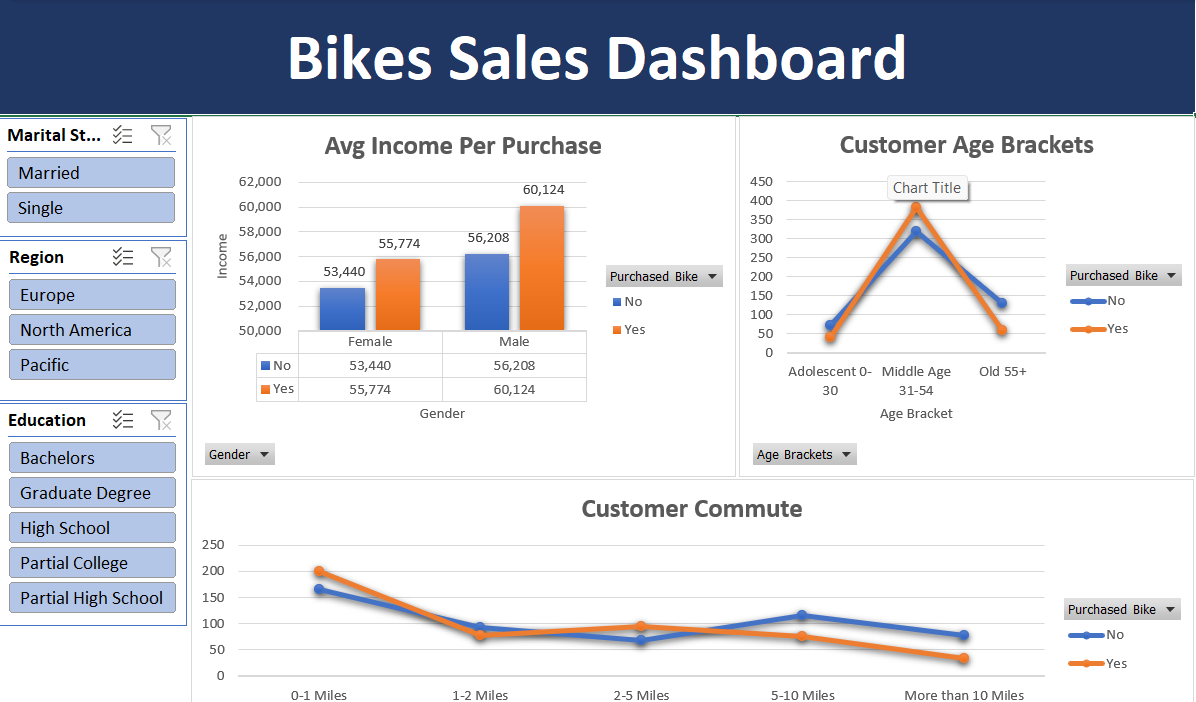 Bikes Sales Dashboard
Marital St...
Married
Single
Region
Europe
North America
Pacific
Education
Bachelors
Graduate Degree
High School
Partial College
Partial High School
Avg Income Per Purchase
62,000
60,000
58,000
56,000
54,000
52,000
50,000
Income
53,440
55,774
56,208
60,124
Female Male
No 53,440 56,208
Yes 55,774 60,124
Gender
Purchased Bike
No
Yes
Gender
Customer Age Brackets
Chart Title
450
400
350
300
250
200
150
100
50
0
Adolescent 0-
30
Middle Age
31-54
Old 55+
Age Bracket
Purchased Bike
No
Yes
Age Brackets
Customer Commute
250
200
150
100
50
0
0-1 Miles 1-2 Miles 2-5 Miles 5-10 Miles More than 10 Miles
Purchased Bike
No
Yes